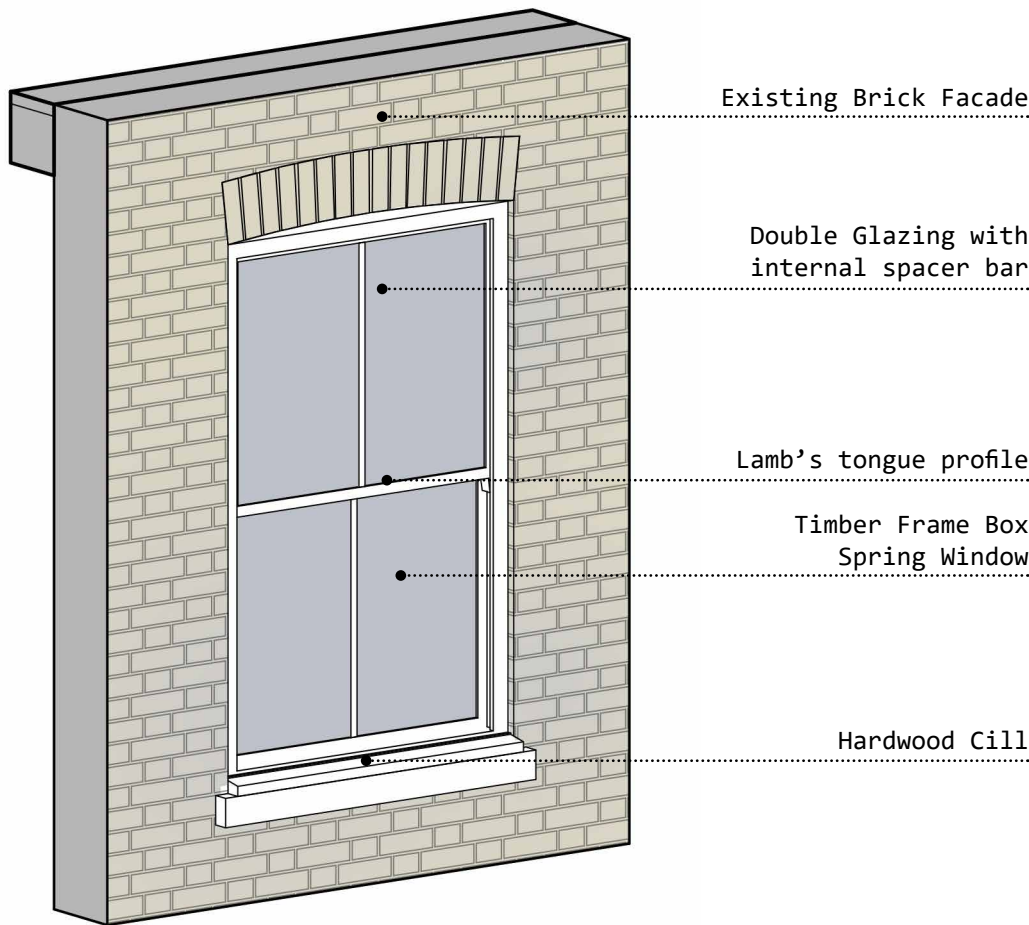 Existing Brick Facade
Double Glazing with
internal spacer bar
Lamb’s tongue profile
Timber Frame Box
Spring Window
Hardwood Cill